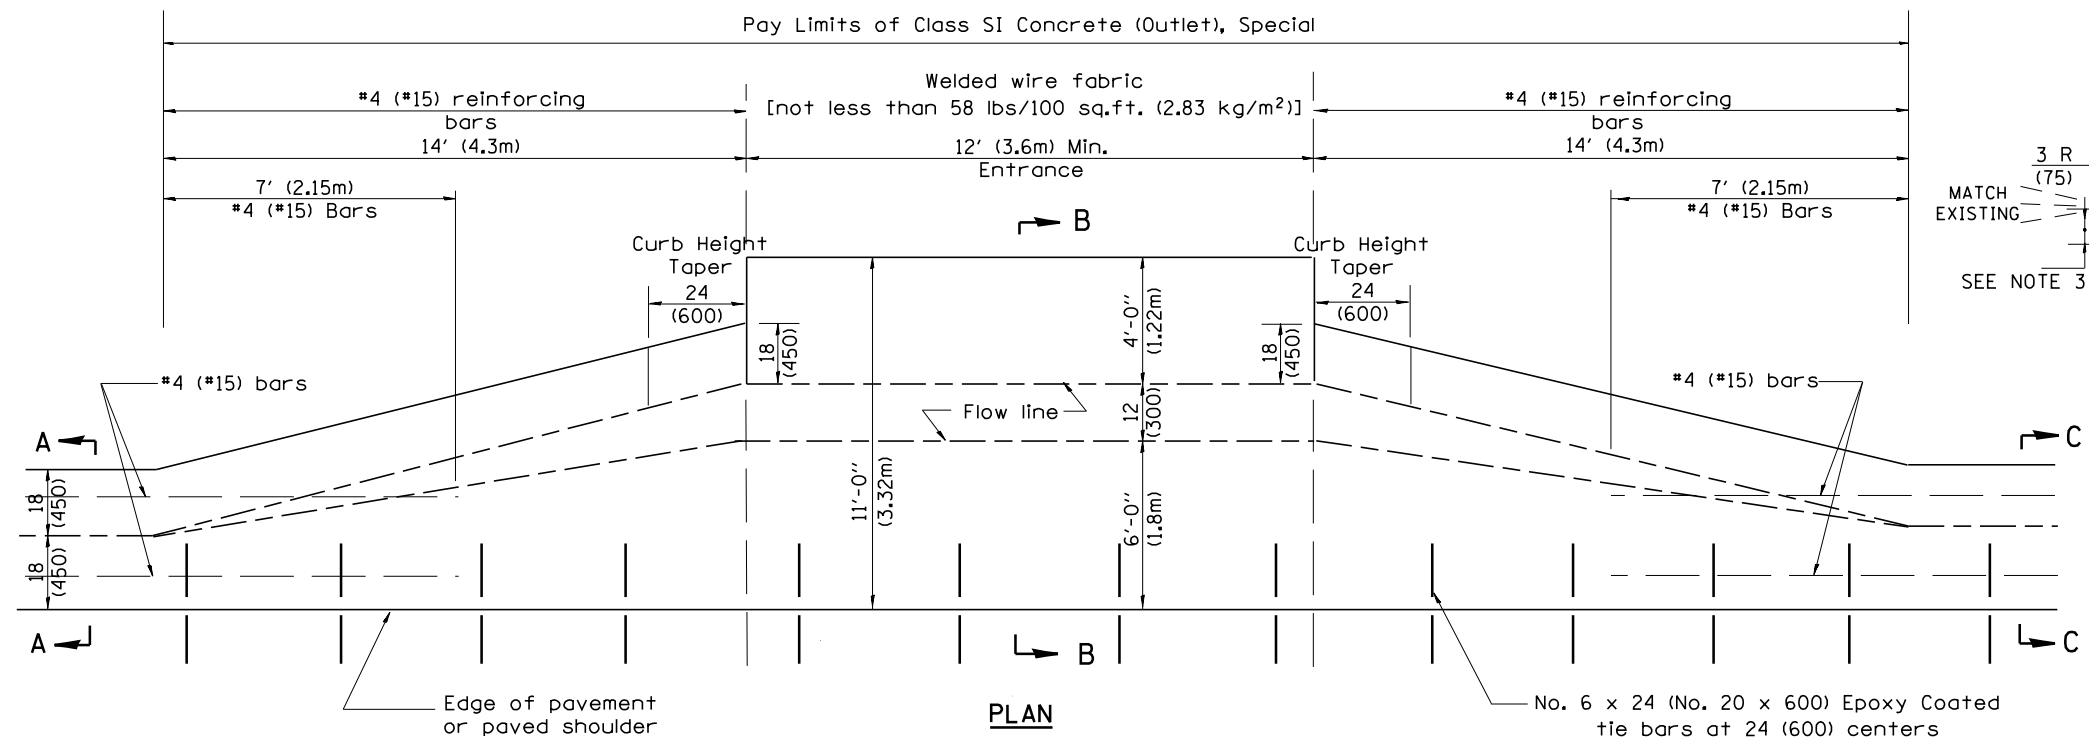 Pay Limits of Class SI Concrete (Outlet), Special
Welded wire fabric
[not less than 58 lbs/100 sq.ft. (2.83 kg/m²)]
#4 (#15) reinforcing
bars
#4 (#15) reinforcing
bars
14' (4.3m)
12' (3.6m) Min.
Entrance
14' (4.3m)
7' (2.15m)
#4 (#15) Bars
7' (2.15m)
#4 (#15) Bars
3 R
(75)
MATCH
EXISTING
SEE NOTE 3
B
Curb Height
Taper
24
(600)
Curb Height
Taper
24
(600)
18
(450)
4'-0"
(1.22m)
18
(450)
#4 (#15) bars
#4 (#15) bars
Flow line
12
(300)
A
C
18
(450)
11'-0"
(3.32m)
6'-0"
(1.8m)
18
(450)
A
B
C
Edge of pavement
or paved shoulder
PLAN
No. 6 x 24 (No. 20 x 600) Epoxy Coated
tie bars at 24 (600) centers